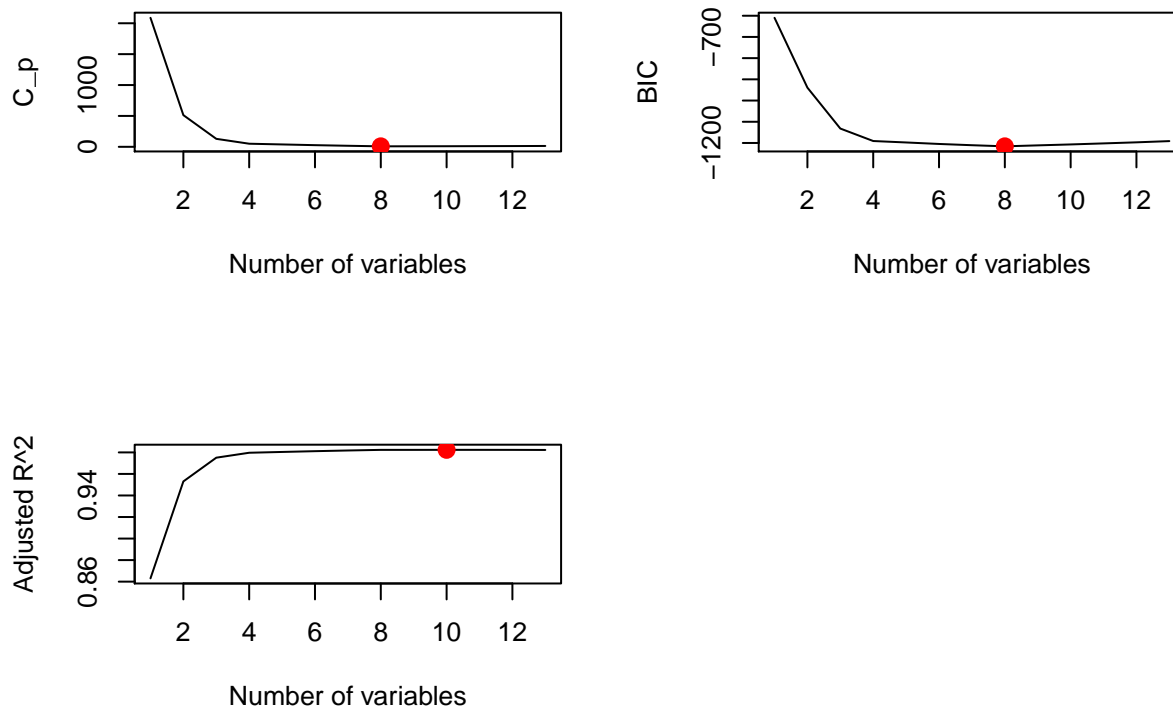 C_p
1000
0
2 4 6 8 10 12
Number of variables
BIC
−700
−1200
2 4 6 8 10 12
Number of variables
Adjusted R^2
0.94
0.86
2 4 6 8 10 12
Number of variables